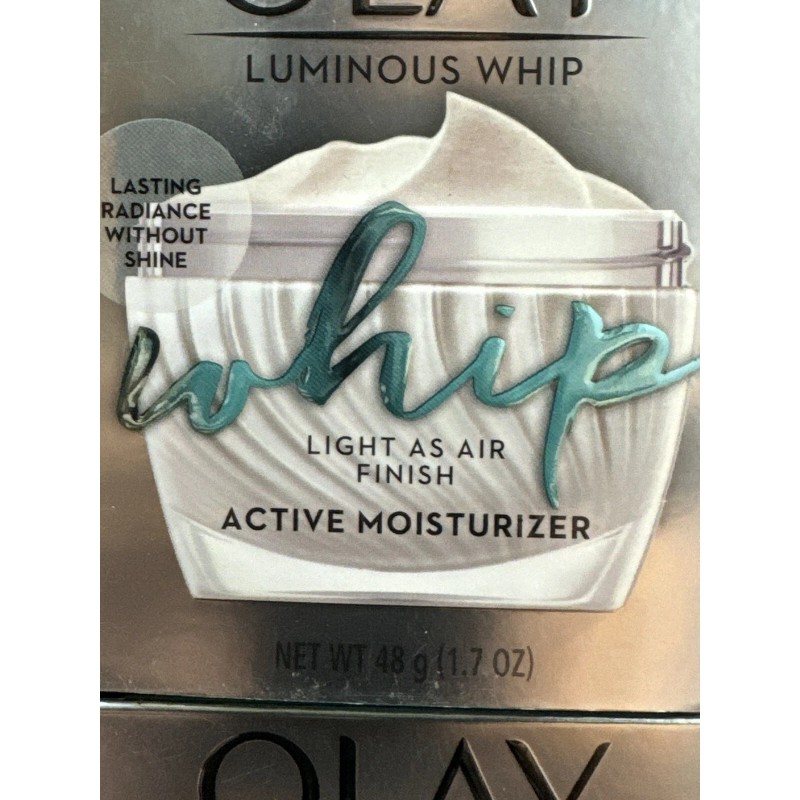 OLAY
LUMINOUS WHIP
LASTING
RADIANCE
WITHOUT
SHINE
whip
LIGHT AS AIR
FINISH
ACTIVE MOISTURIZER
NET WT 48 g (1.7 OZ)
OLAY